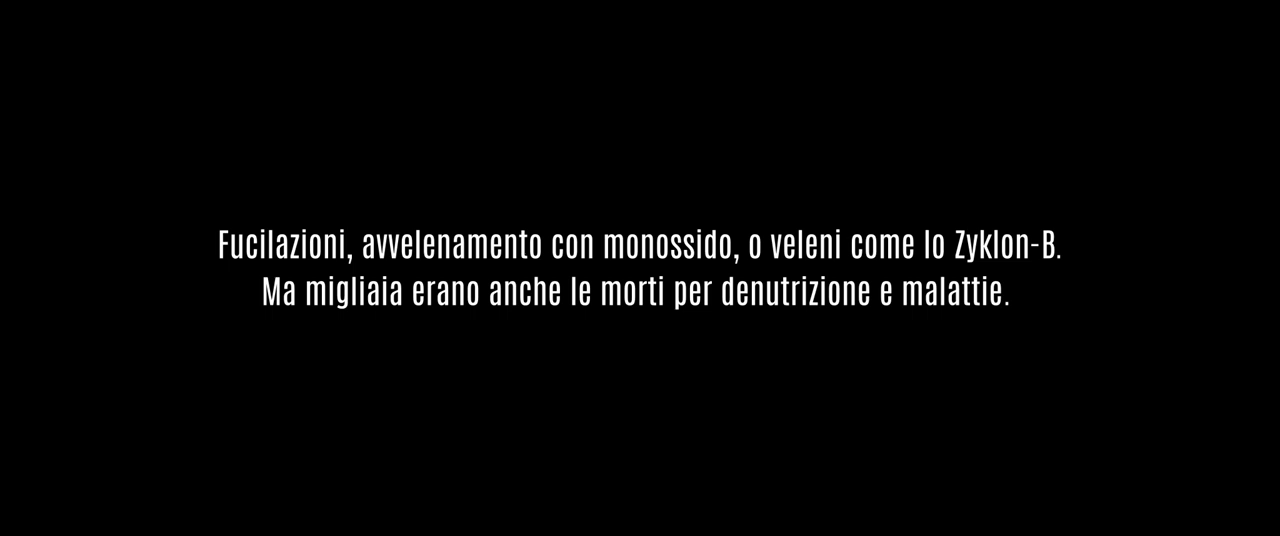 Fucilazioni, avvelenamento con monossido, o veleni come lo Zyklon-B.
Ma migliaia erano anche le morti per denutrizione e malattie.